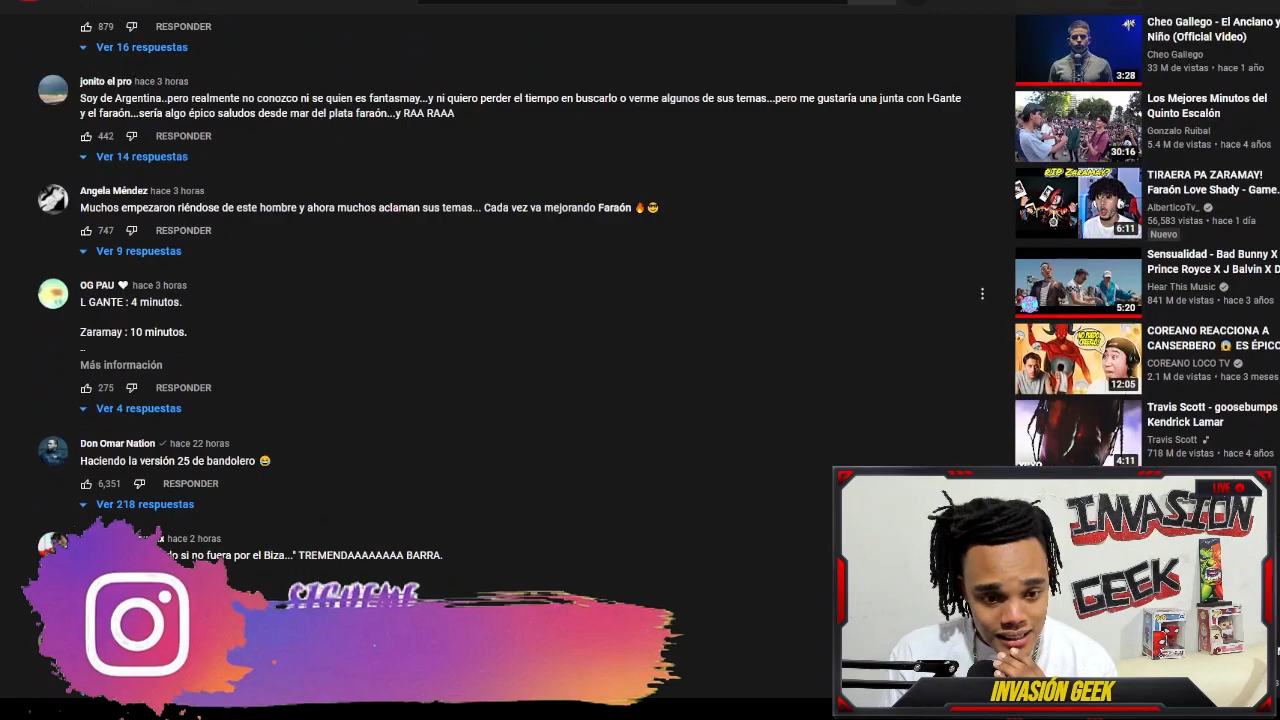 879 RESPONDER
Ver 16 respuestas
jonito el pro hace 3 horas
Soy de Argentina..pero realmente no conozco ni se quien es fantasmay...y ni quiero perder el tiempo en buscarlo o verme algunos de sus temas...pero me gustaría una junta con l-Gante
y el faraón...sería algo épico saludos desde mar del plata faraón...y RAA RAAA
442 RESPONDER
Ver 14 respuestas
Angela Méndez hace 3 horas
Muchos empezaron riéndose de este hombre y ahora muchos aclaman sus temas... Cada vez va mejorando Faraón 🔥 😎
747 RESPONDER
Ver 9 respuestas
OG PAU ♥ hace 3 horas
L GANTE : 4 minutos.
Zaramay : 10 minutos.
..
Más información
275 RESPONDER
Ver 4 respuestas
Don Omar Nation hace 22 horas
Haciendo la versión 25 de bandolero 😂
6,351 RESPONDER
Ver 218 respuestas
hace 2 horas
si no fuera por el Biza..." TREMENDAAAAAAA BARRA.
Cheo Gallego - El Anciano y
Niño (Official Video)
Cheo Gallego
33 M de vistas • hace 1 año
3:28
Los Mejores Minutos del
Quinto Escalón
Gonzalo Ruibal
5.4 M de vistas • hace 4 años
30:16
RIP ZARAMAY?
TIRAERA PA ZARAMAY!
Faraón Love Shady - Game
AlberticoTv_
56,583 vistas • hace 1 día
Nuevo
6:11
Sensualidad - Bad Bunny X
Prince Royce X J Balvin X D
Hear This Music
841 M de vistas • hace 3 años
5:20
COREANO REACCIONA A
CANSERBERO 😱 ES ÉPICO
COREANO LOCO TV
2.1 M de vistas • hace 3 meses
12:05
Travis Scott - goosebumps
Kendrick Lamar
Travis Scott
718 M de vistas • hace 4 años
4:11
LIVE
INVASION
GEEK
INVASIÓN GEEK